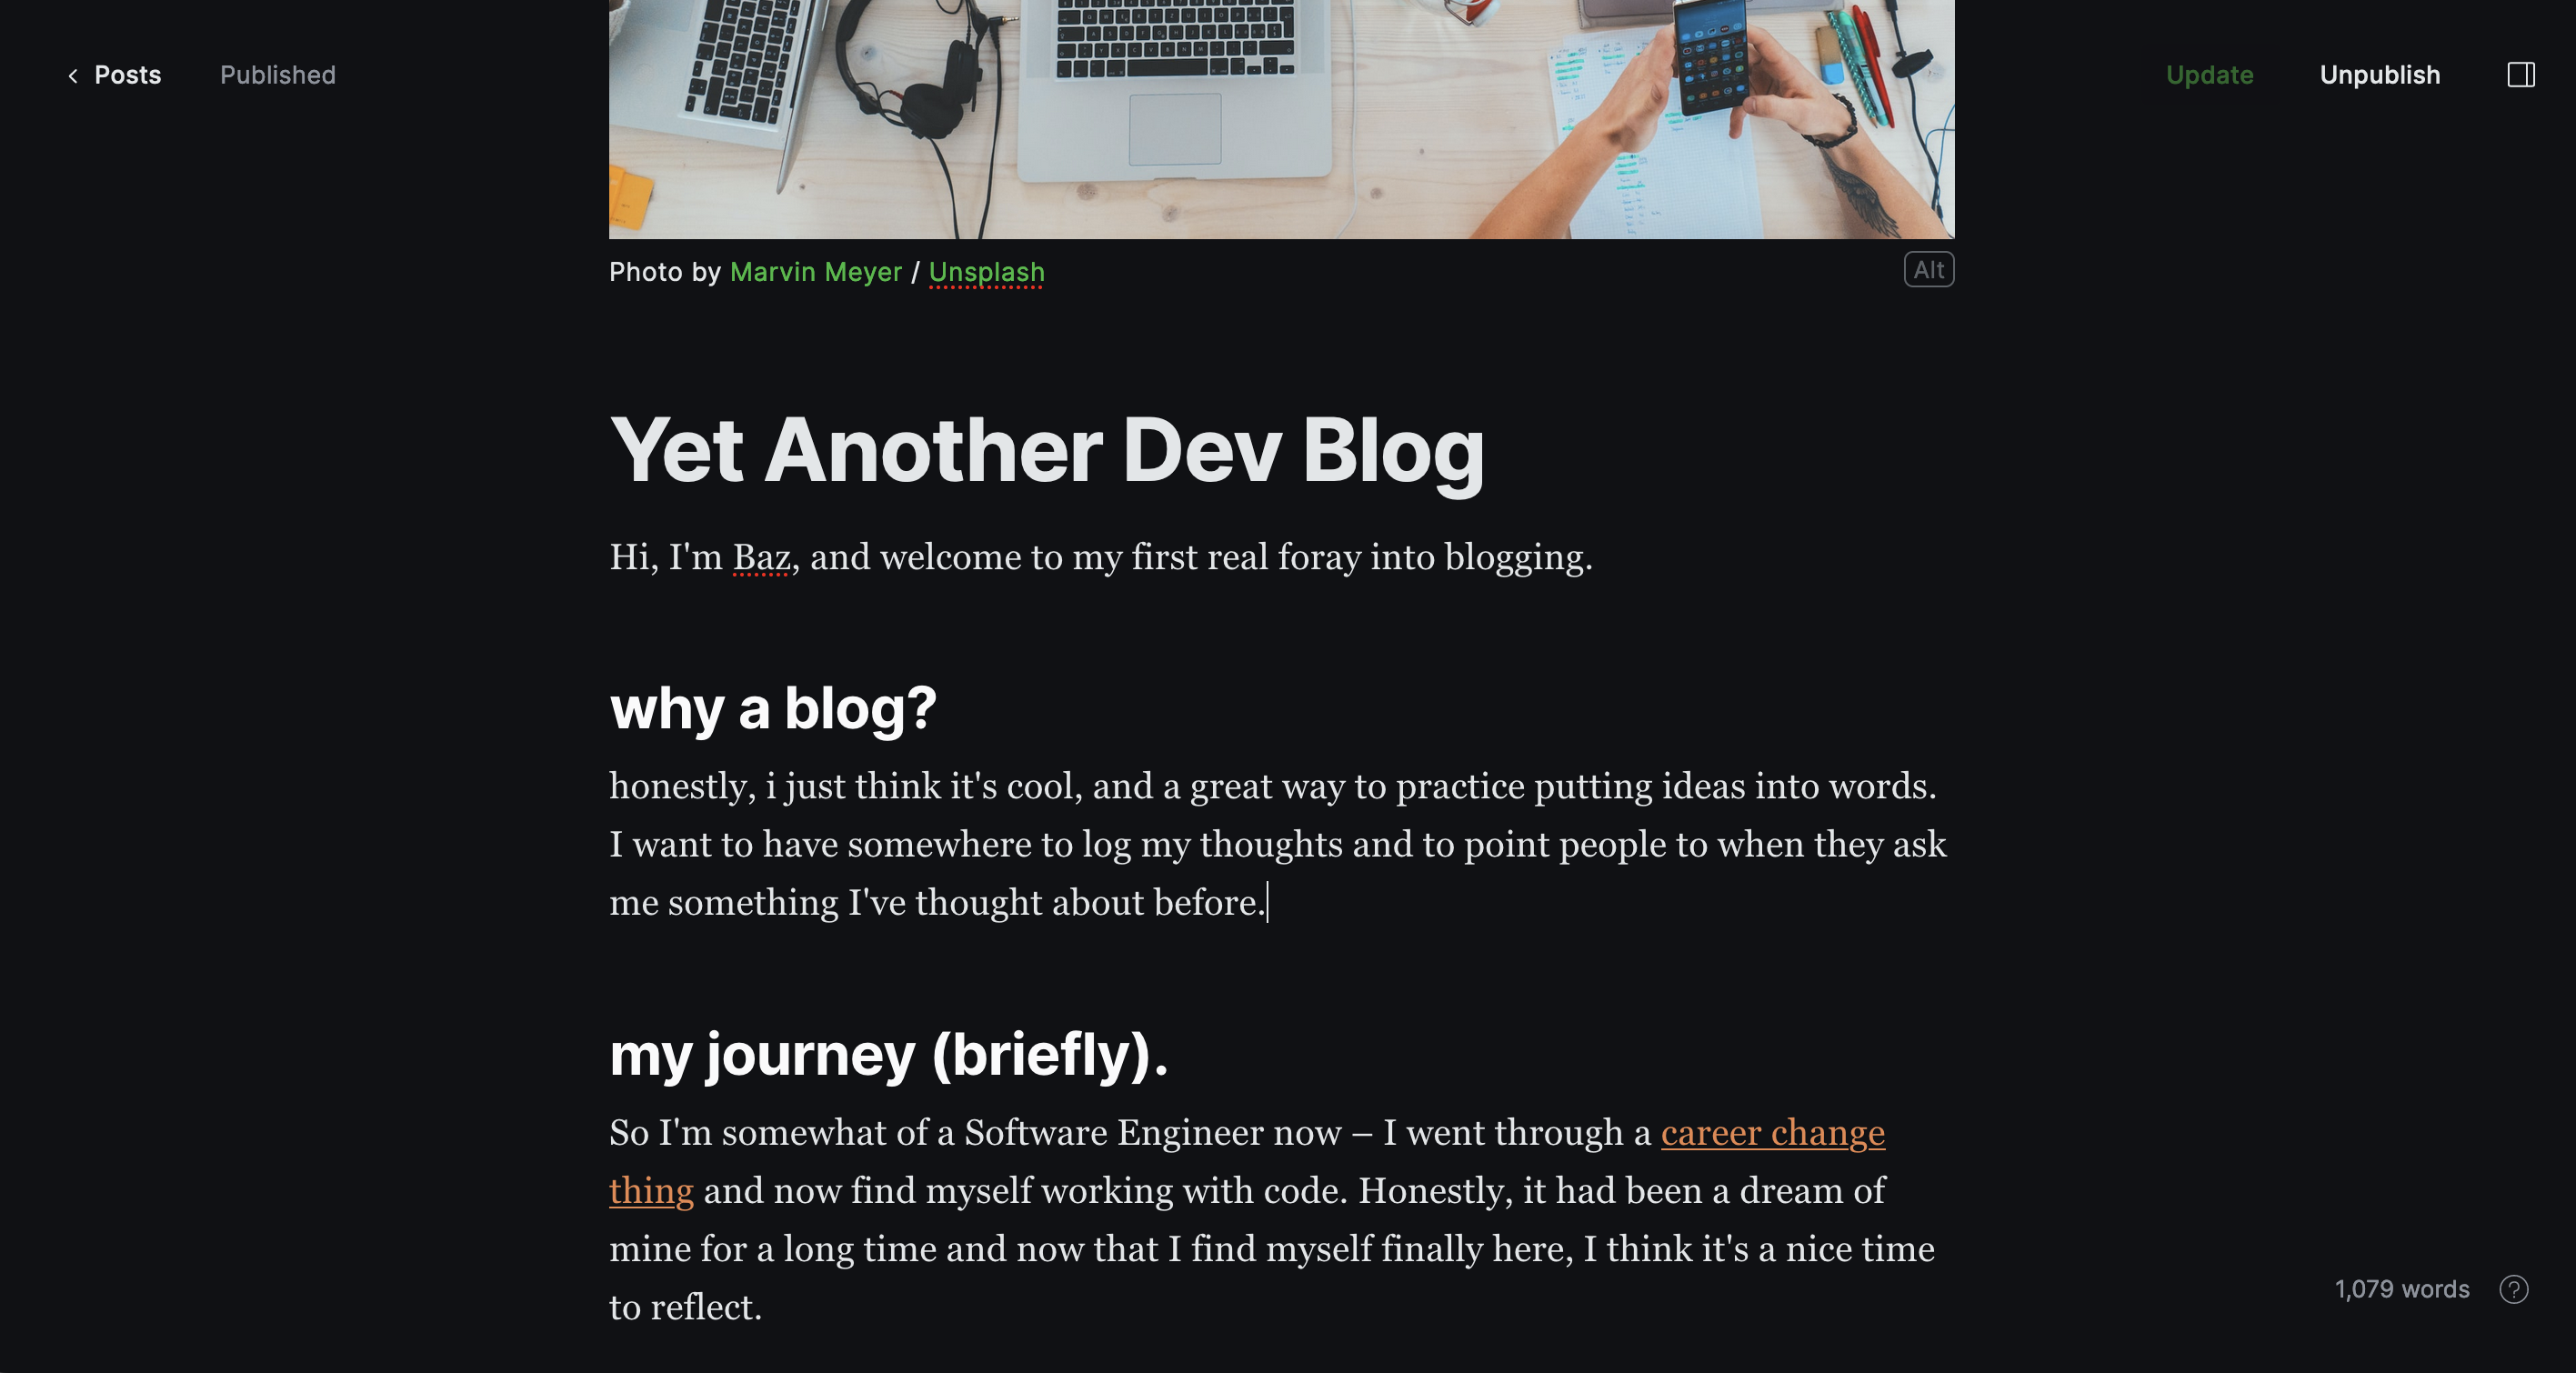 Posts
Published
Update
Unpublish
Photo by Marvin Meyer / Unsplash
Alt
Yet Another Dev Blog
Hi, I'm Baz, and welcome to my first real foray into blogging.
why a blog?
honestly, i just think it's cool, and a great way to practice putting ideas into words.
I want to have somewhere to log my thoughts and to point people to when they ask
me something I've thought about before.
my journey (briefly).
So I'm somewhat of a Software Engineer now – I went through a career change
thing and now find myself working with code. Honestly, it had been a dream of
mine for a long time and now that I find myself finally here, I think it's a nice time
to reflect.
1,079 words